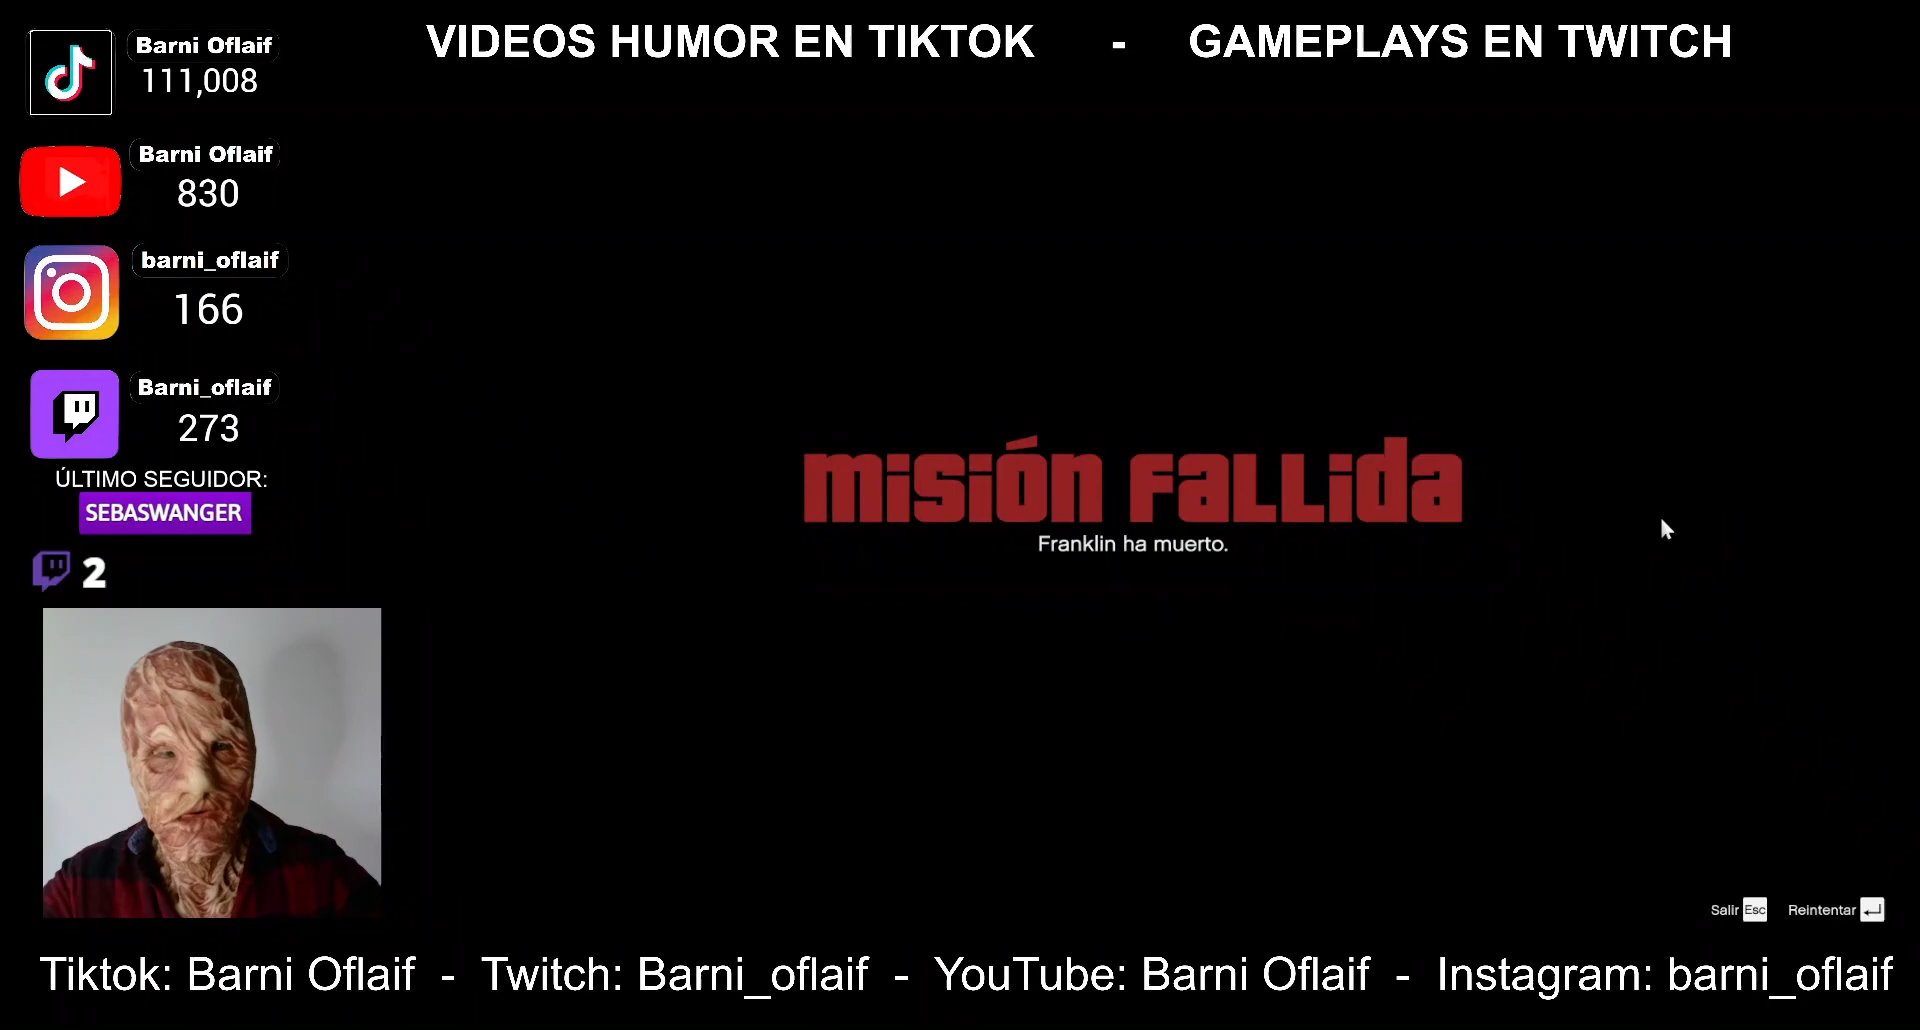 VIDEOS HUMOR EN TIKTOK - GAMEPLAYS EN TWITCH
Barni Oflaif
111,008
Barni Oflaif
830
barni_oflaif
166
Barni_oflaif
273
ÚLTIMO SEGUIDOR:
SEBASWANGER
2
misión fallida
Franklin ha muerto.
Salir Esc Reintentar
Tiktok: Barni Oflaif - Twitch: Barni_oflaif - YouTube: Barni Oflaif - Instagram: barni_oflaif